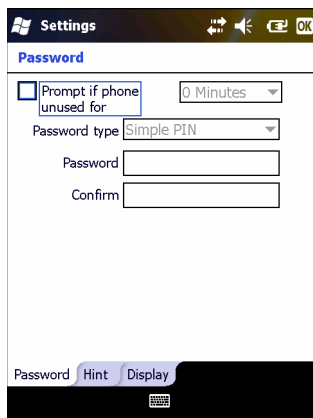 Settings
OK
Password
Prompt if phone
unused for
0 Minutes
Password type
Simple PIN
Password
Confirm
Password
Hint
Display